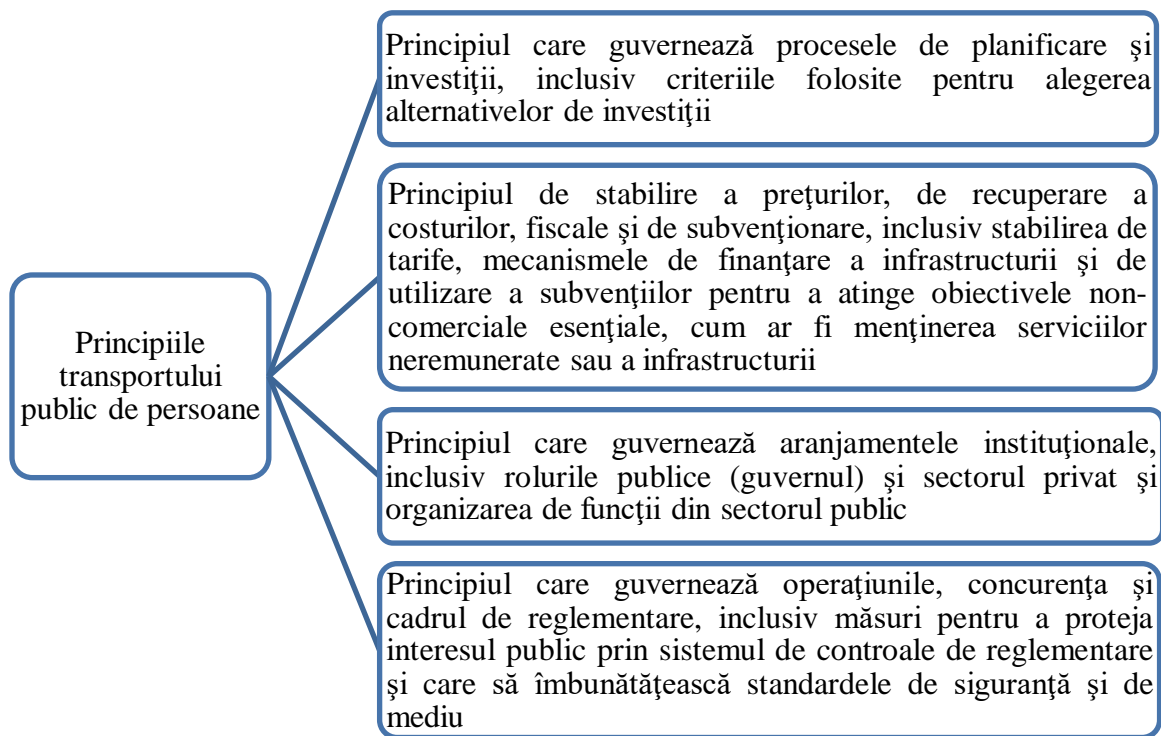 Principiul care guvernează procesele de planificare şi
investiţii, inclusiv criteriile folosite pentru alegerea
alternativelor de investiţii
Principiul de stabilire a preţurilor, de recuperare a
costurilor, fiscale şi de subvenţionare, inclusiv stabilirea de
tarife, mecanismele de finanţare a infrastructurii şi de
utilizare a subvenţiilor pentru a atinge obiectivele non-
comerciale esenţiale, cum ar fi menţinerea serviciilor
neremunerate sau a infrastructurii
Principiile
transportului
public de persoane
Principiul care guvernează aranjamentele instituţionale,
inclusiv rolurile publice (guvernul) şi sectorul privat şi
organizarea de funcţii din sectorul public
Principiul care guvernează operaţiunile, concurenţa şi
cadrul de reglementare, inclusiv măsuri pentru a proteja
interesul public prin sistemul de controale de reglementare
şi care să îmbunătăţească standardele de siguranţă şi de
mediu